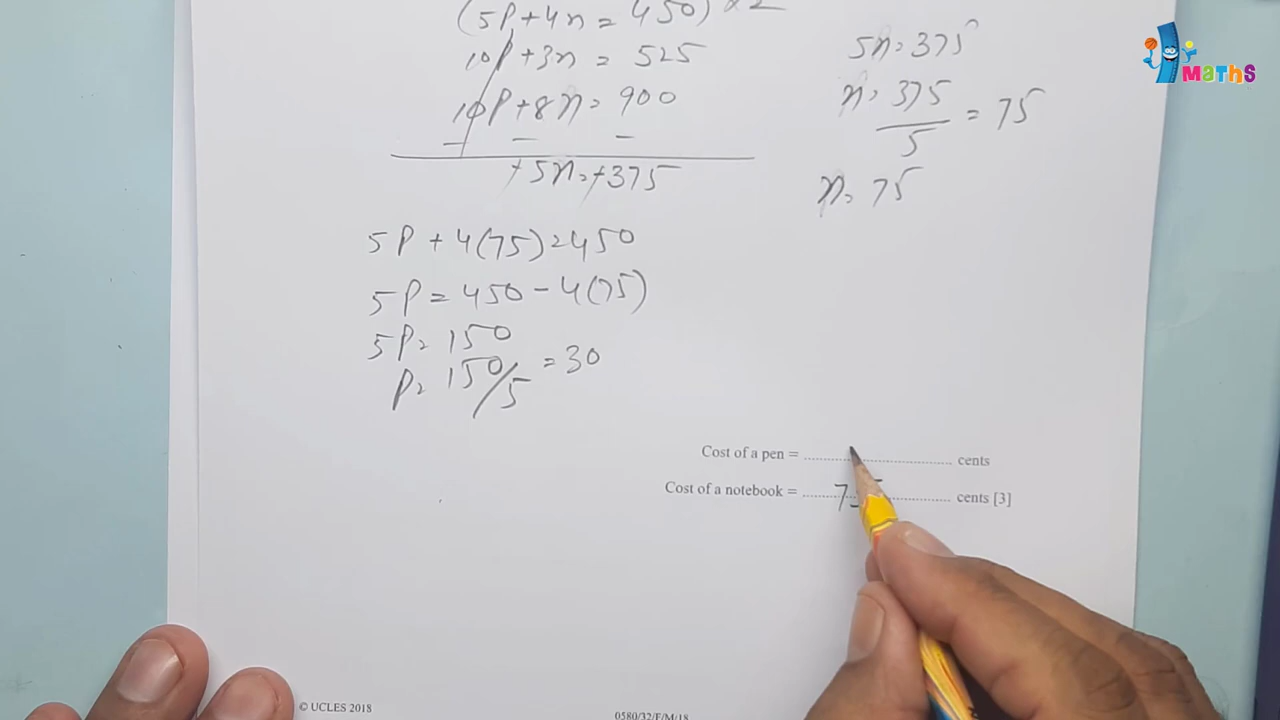 (5P+4n = 450) ×2
10P +3n = 525
10P +8n = 900
- - -
+5n = +375
5P + 4(75) = 450
5P = 450 - 4(75)
5P = 150
P = 150/5 = 30
5n = 375
n = 375/5 = 75
n = 75
Cost of a pen = .................... cents
Cost of a notebook = ......75...... cents [3]
© UCLES 2018
0580/32/F/M/18
MatHS